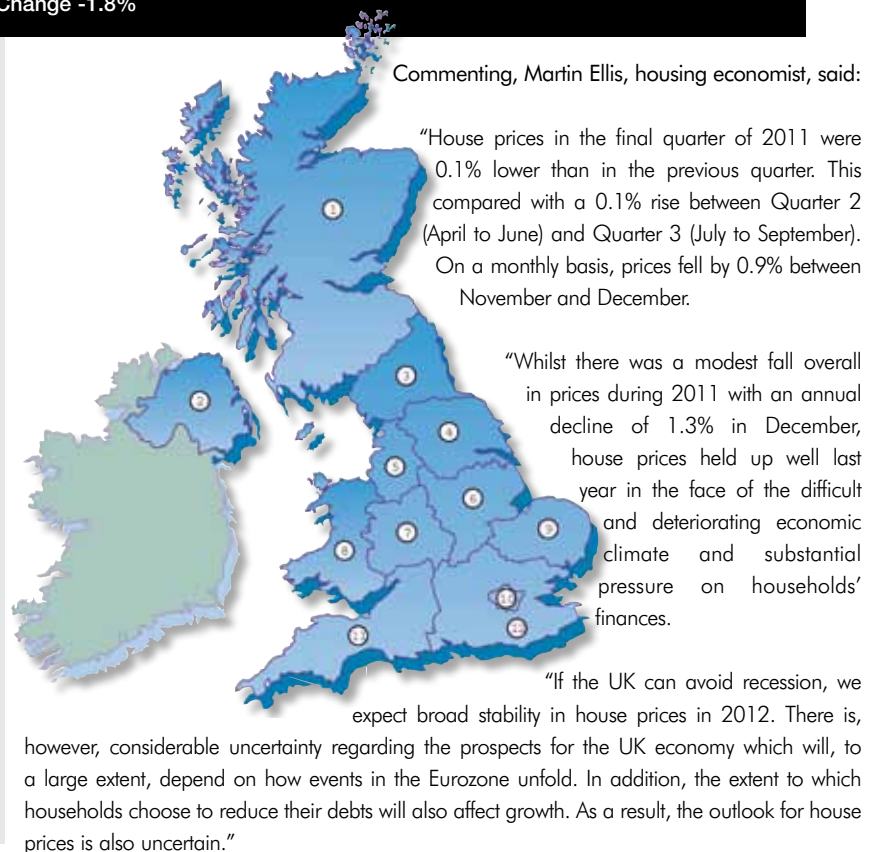 Change -1.8%
Commenting, Martin Ellis, housing economist, said:
“House prices in the final quarter of 2011 were
0.1% lower than in the previous quarter. This
compared with a 0.1% rise between Quarter 2
(April to June) and Quarter 3 (July to September).
On a monthly basis, prices fell by 0.9% between
November and December.
“Whilst there was a modest fall overall
in prices during 2011 with an annual
decline of 1.3% in December,
house prices held up well last
year in the face of the difficult
and deteriorating economic
climate and substantial
pressure on households’
finances.
“If the UK can avoid recession, we
expect broad stability in house prices in 2012. There is,
however, considerable uncertainty regarding the prospects for the UK economy which will, to
a large extent, depend on how events in the Eurozone unfold. In addition, the extent to which
households choose to reduce their debts will also affect growth. As a result, the outlook for house
prices is also uncertain.”
1
2
3
4
5
6
7
8
9
10
11
12